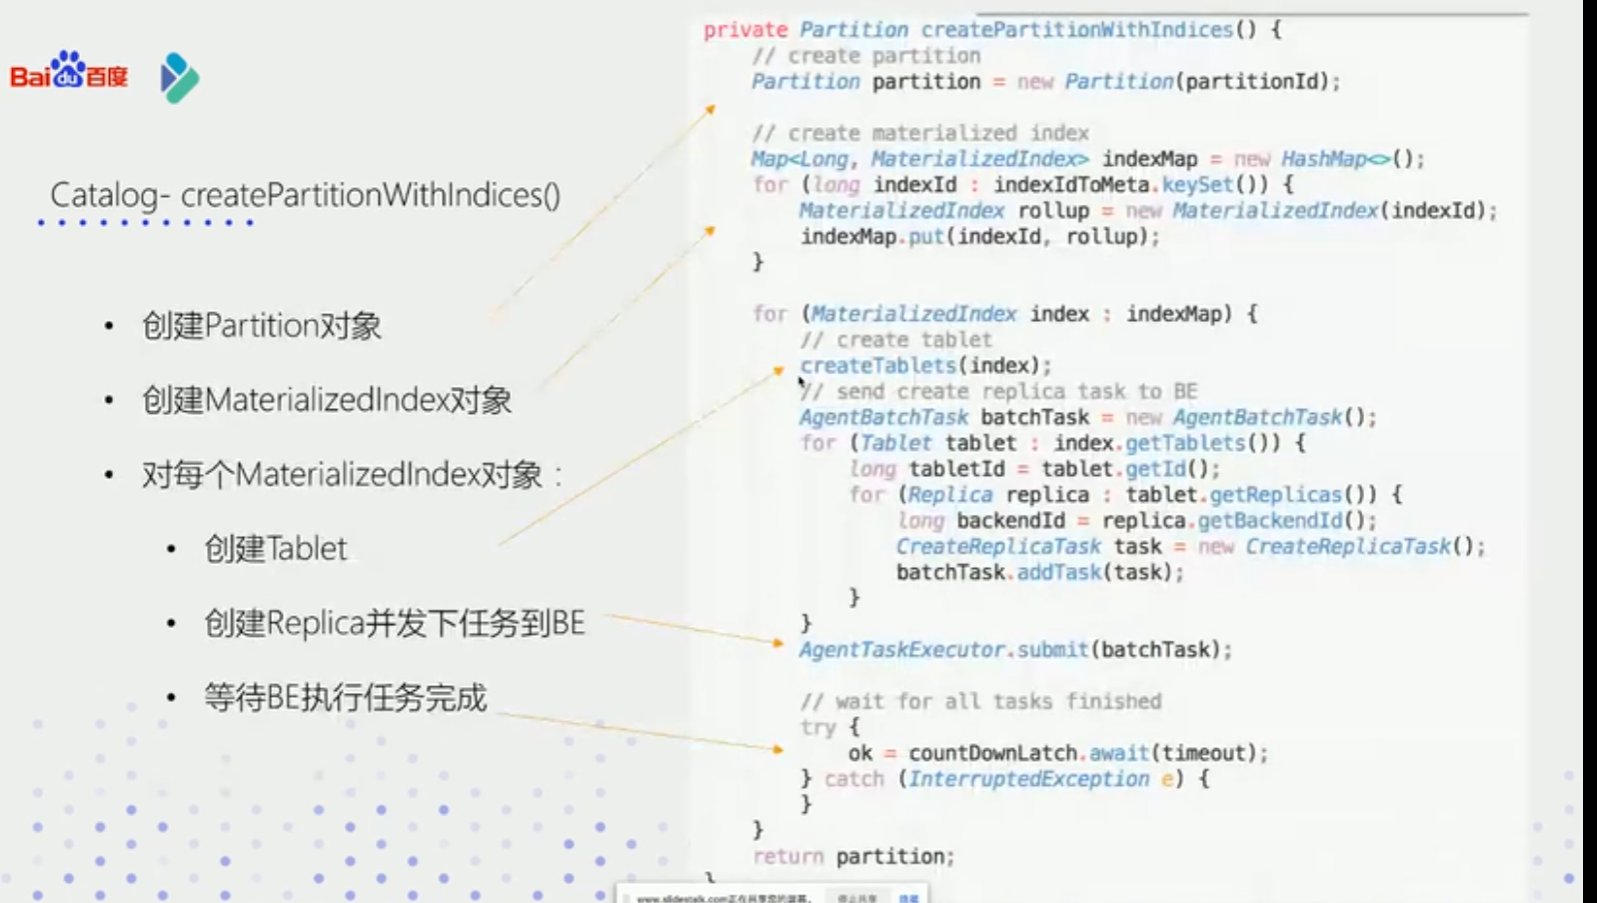 Bai du 百度
Catalog- createPartitionWithIndices()
• 创建Partition对象
• 创建MaterializedIndex对象
• 对每个MaterializedIndex对象：
• 创建Tablet
• 创建Replica并发下任务到BE
• 等待BE执行任务完成
private Partition createPartitionWithIndices() {
// create partition
Partition partition = new Partition(partitionId);
// create materialized index
Map<Long, MaterializedIndex> indexMap = new HashMap<>();
for (long indexId : indexIdToMeta.keySet()) {
MaterializedIndex rollup = new MaterializedIndex(indexId);
indexMap.put(indexId, rollup);
}
for (MaterializedIndex index : indexMap) {
// create tablet
createTablets(index);
// send create replica task to BE
AgentBatchTask batchTask = new AgentBatchTask();
for (Tablet tablet : index.getTablets()) {
long tabletId = tablet.getId();
for (Replica replica : tablet.getReplicas()) {
long backendId = replica.getBackendId();
CreateReplicaTask task = new CreateReplicaTask();
batchTask.addTask(task);
}
}
AgentTaskExecutor.submit(batchTask);
// wait for all tasks finished
try {
ok = countDownLatch.await(timeout);
} catch (InterruptedException e) {
}
}
return partition;
}
www.slidestalk.com正在共享您的屏幕。 停止共享 隐藏